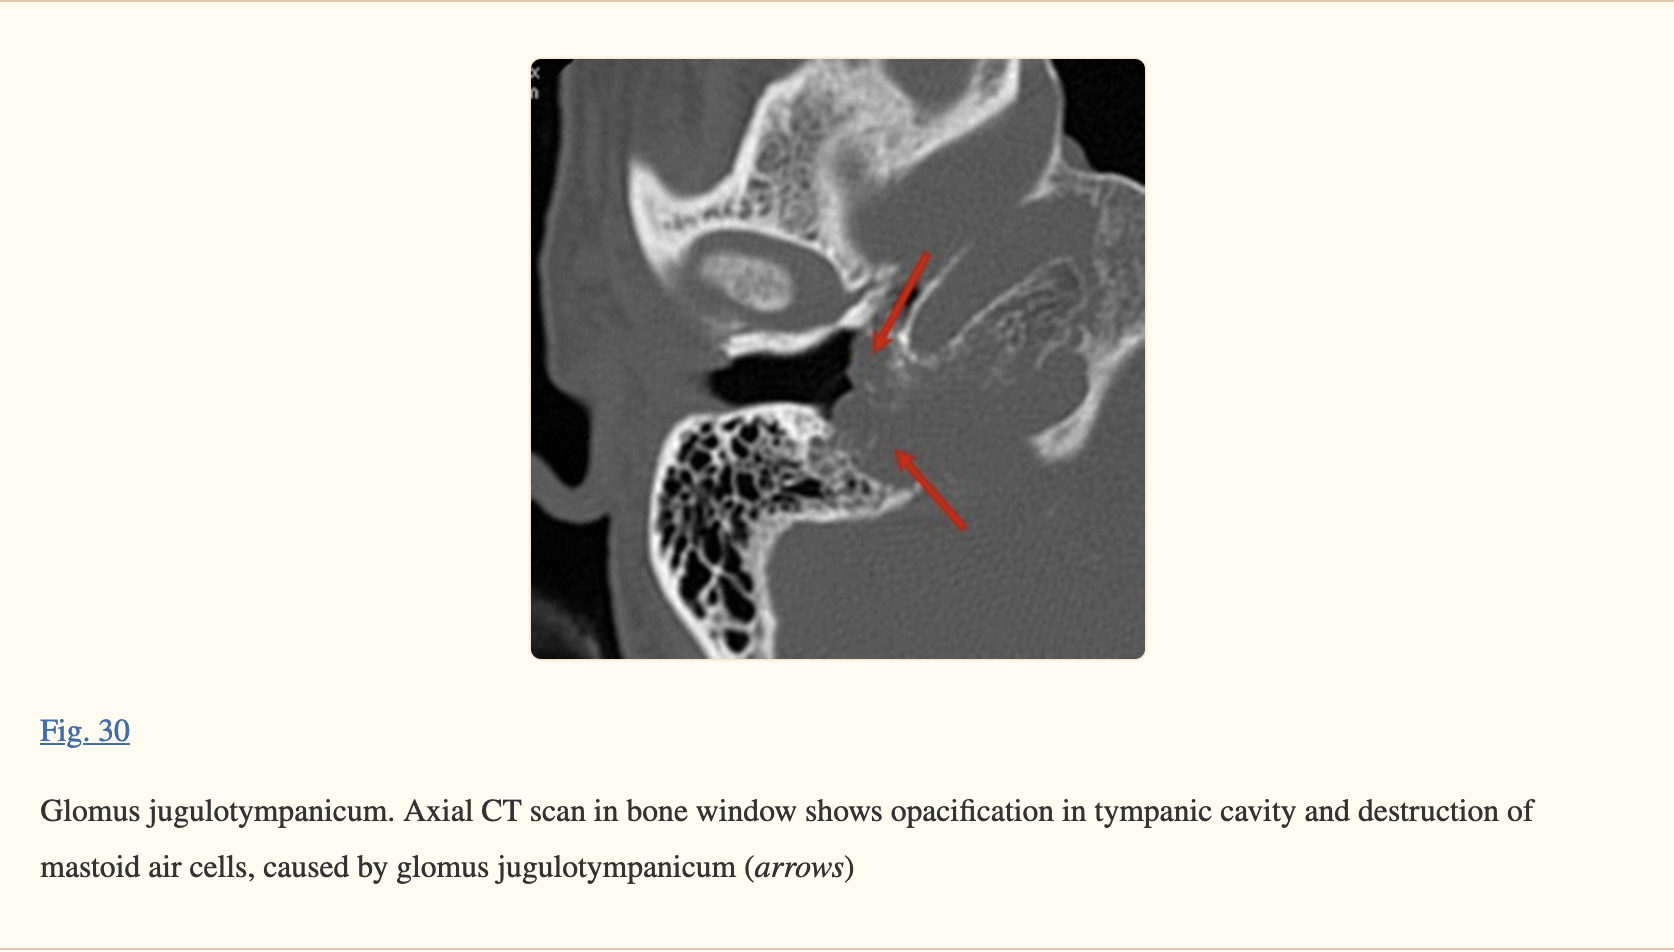 x
n
Fig. 30
Glomus jugulotympanicum. Axial CT scan in bone window shows opacification in tympanic cavity and destruction of
mastoid air cells, caused by glomus jugulotympanicum (arrows)